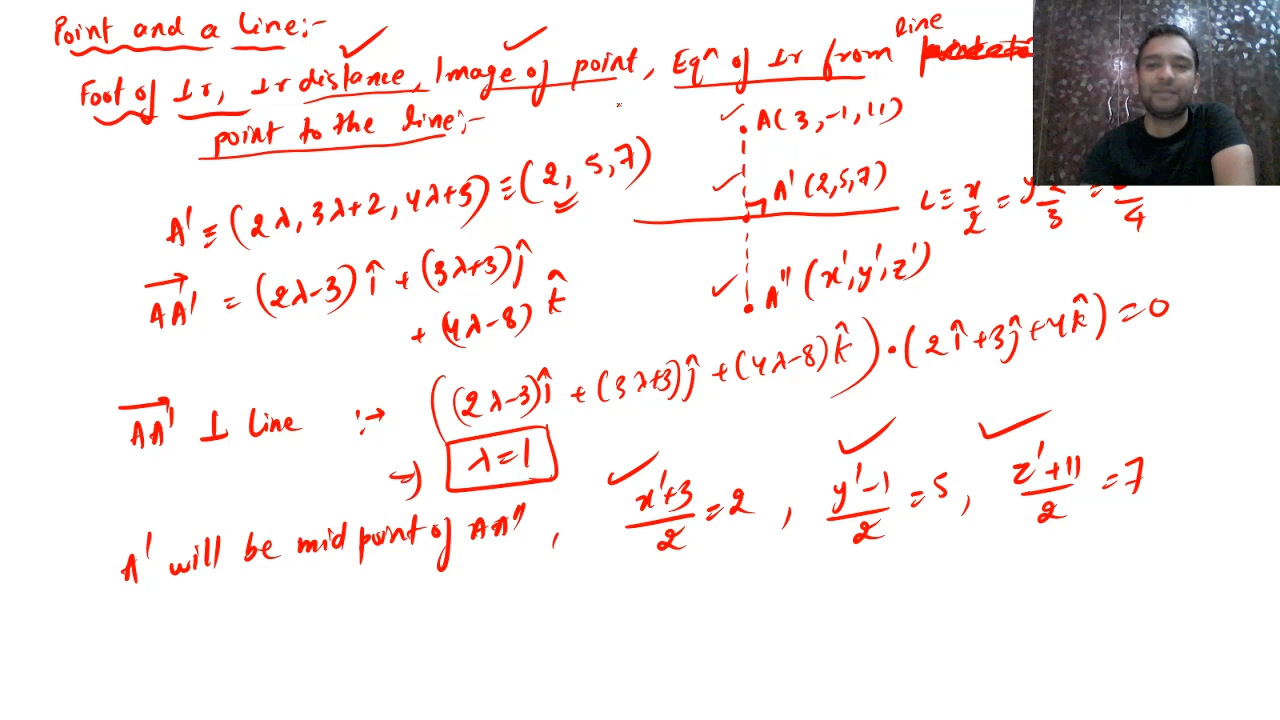 Point and a Line:-
Foot of ⊥r, ⊥r distance, Image of point, Eqⁿ of ⊥r from line
point to the line:-
A(3, -1, 11)
A' ≡ (2λ, 3λ+2, 4λ+3) ≡ (2, 5, 7)
A' (2, 5, 7)
L ≡ x/2 = y
3 = 
4
AA' = (2λ-3) î + (3λ+3) ĵ
+ (4λ-8) k̂
A'' (x', y', z')
AA' ⊥ Line :→ ((2λ-3) î + (3λ+3) ĵ + (4λ-8) k̂) · (2î + 3ĵ + 4k̂) = 0
⇒ λ = 1
A' will be mid point of AA'', (x'+3)/2 = 2, (y'-1)/2 = 5, (z'+11)/2 = 7